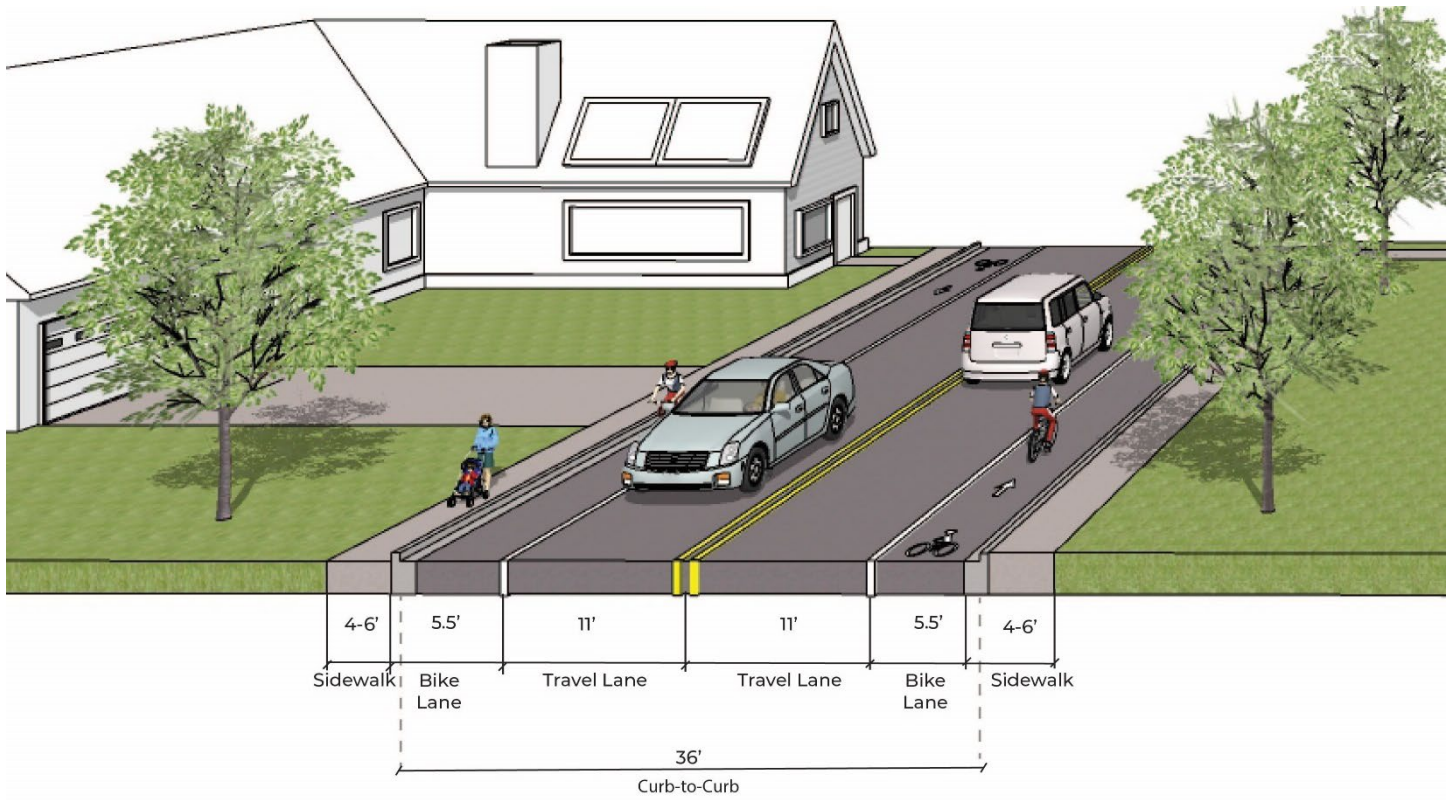 4-6’ 5.5’ 11’ 11’ 5.5’ 4-6’
Sidewalk Bike Travel Lane Travel Lane Bike Sidewalk
Lane Lane
36’
Curb-to-Curb